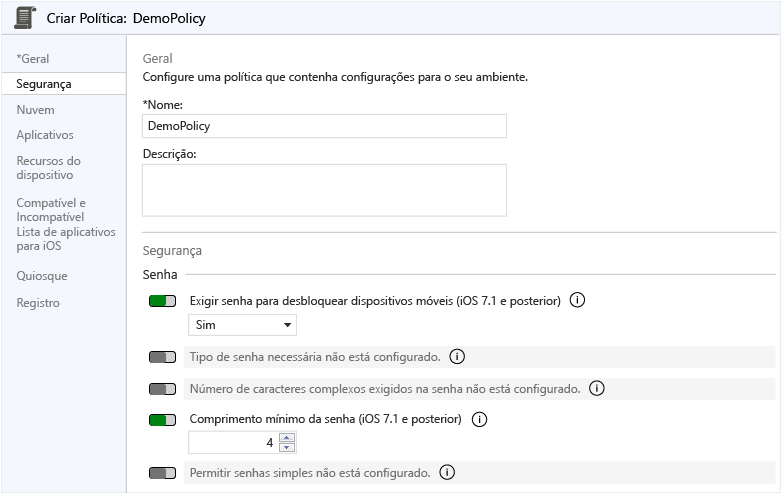 Criar Política: DemoPolicy
*Geral
Segurança
Nuvem
Aplicativos
Recursos do
dispositivo
Compatível e
Incompatível
Lista de aplicativos
para iOS
Quiosque
Registro
Geral
Configure uma política que contenha configurações para o seu ambiente.
*Nome:
DemoPolicy
Descrição:
Segurança
Senha
Exigir senha para desbloquear dispositivos móveis (iOS 7.1 e posterior)
Sim
Tipo de senha necessária não está configurado.
Número de caracteres complexos exigidos na senha não está configurado.
Comprimento mínimo da senha (iOS 7.1 e posterior)
4
Permitir senhas simples não está configurado.